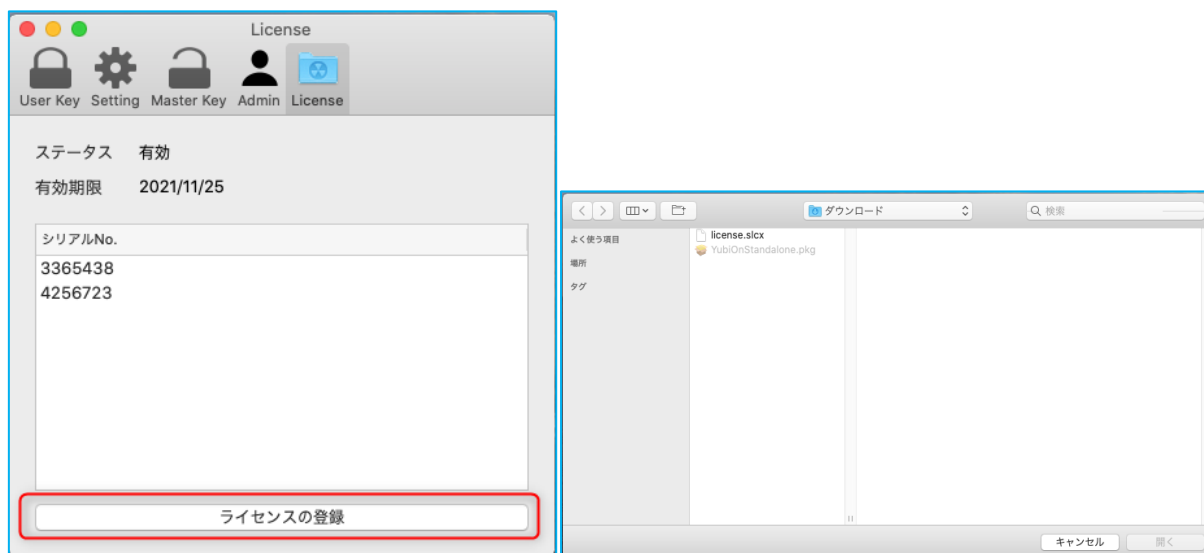 License
User Key Setting Master Key Admin License
ステータス 有効
有効期限 2021/11/25
シリアルNo.
3365438
4256723
ライセンスの登録
ダウンロード
検索
よく使う項目
場所
タグ
license.slcx
YubiOnStandalone.pkg
キャンセル
開く